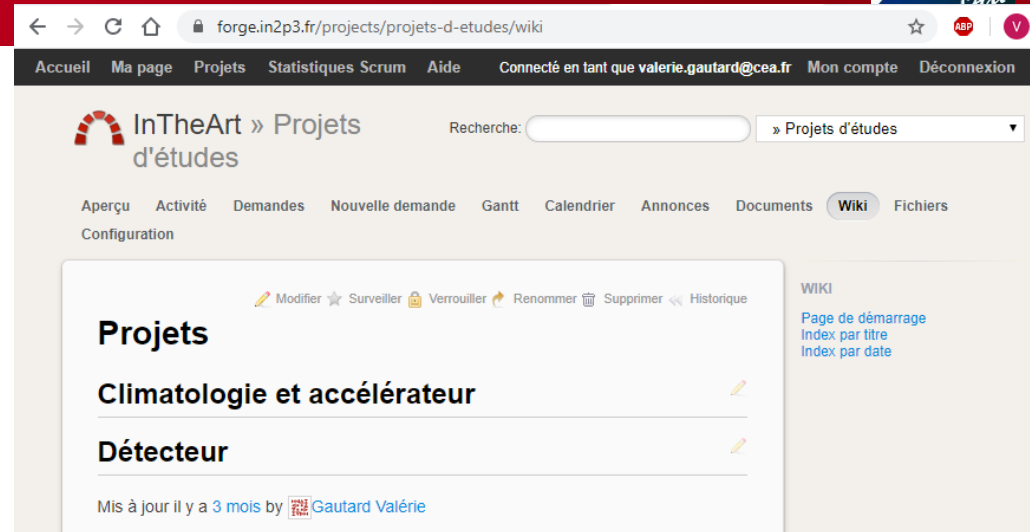 forge.in2p3.fr/projects/projets-d-etudes/wiki
ABP
V
Accueil Ma page Projets Statistiques Scrum Aide Connecté en tant que valerie.gautard@cea.fr Mon compte Déconnexion
InTheArt » Projets
d'études
Recherche:
» Projets d'études
Aperçu Activité Demandes Nouvelle demande Gantt Calendrier Annonces Documents Wiki Fichiers
Configuration
Modifier Surveiller Verrouiller Renommer Supprimer Historique
Projets
Climatologie et accélérateur
Détecteur
Mis à jour il y a 3 mois by Gautard Valérie
WIKI
Page de démarrage
Index par titre
Index par date